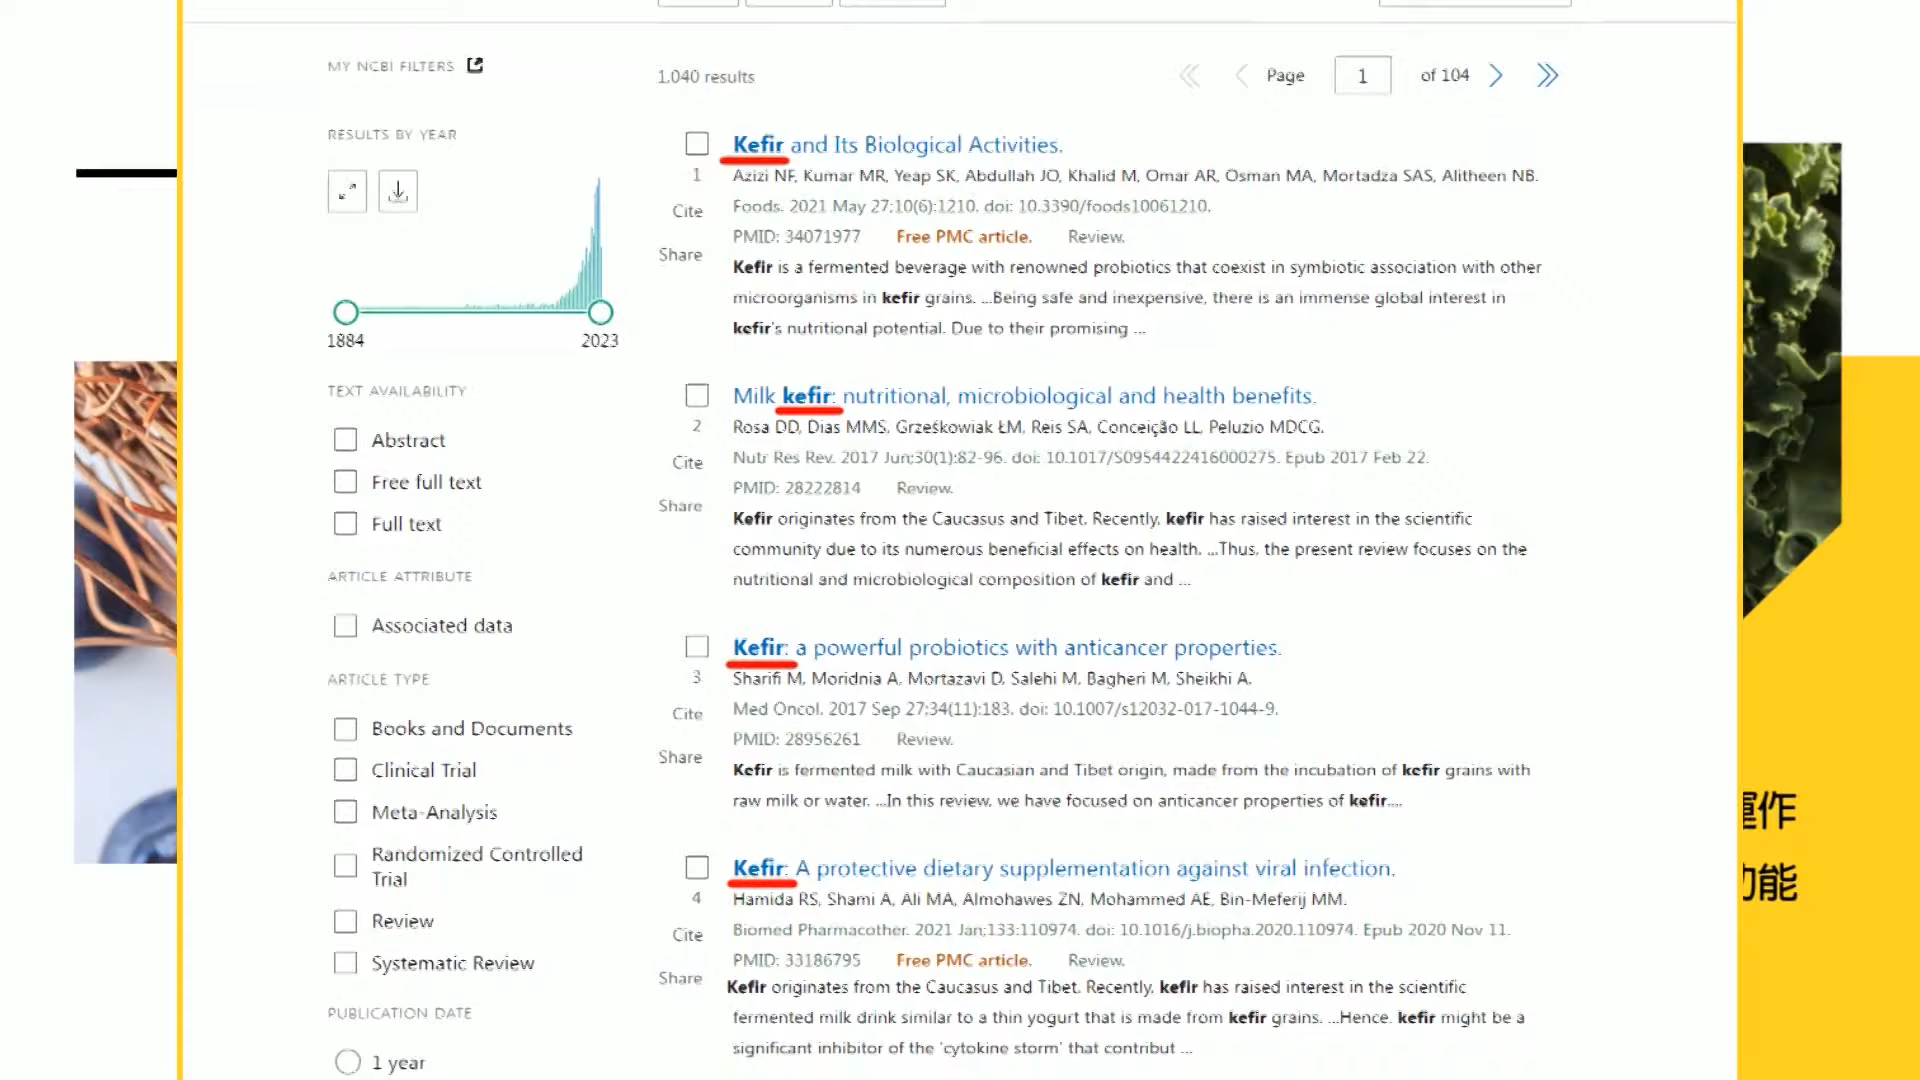 MY NCBI FILTERS
1,040 results
Page 1 of 104
RESULTS BY YEAR
1884 2023
TEXT AVAILABILITY
Abstract
Free full text
Full text
ARTICLE ATTRIBUTE
Associated data
ARTICLE TYPE
Books and Documents
Clinical Trial
Meta-Analysis
Randomized Controlled
Trial
Review
Systematic Review
PUBLICATION DATE
1 year
Kefir and Its Biological Activities.
1 Azizi NF, Kumar MR, Yeap SK, Abdullah JO, Khalid M, Omar AR, Osman MA, Mortadza SAS, Alitheen NB.
Cite Foods. 2021 May 27;10(6):1210. doi: 10.3390/foods10061210.
PMID: 34071977 Free PMC article. Review.
Share
Kefir is a fermented beverage with renowned probiotics that coexist in symbiotic association with other
microorganisms in kefir grains. ...Being safe and inexpensive, there is an immense global interest in
kefir's nutritional potential. Due to their promising ...
Milk kefir: nutritional, microbiological and health benefits.
2 Rosa DD, Dias MMS, Grześkowiak ŁM, Reis SA, Conceição LL, Peluzio MDCG.
Cite Nutr Res Rev. 2017 Jun;30(1):82-96. doi: 10.1017/S0954422416000275. Epub 2017 Feb 22.
PMID: 28222814 Review.
Share
Kefir originates from the Caucasus and Tibet. Recently, kefir has raised interest in the scientific
community due to its numerous beneficial effects on health. ...Thus, the present review focuses on the
nutritional and microbiological composition of kefir and ...
Kefir: a powerful probiotics with anticancer properties.
3 Sharifi M, Moridnia A, Mortazavi D, Salehi M, Bagheri M, Sheikhi A.
Cite Med Oncol. 2017 Sep 27;34(11):183. doi: 10.1007/s12032-017-1044-9.
PMID: 28956261 Review.
Share
Kefir is fermented milk with Caucasian and Tibet origin, made from the incubation of kefir grains with
raw milk or water. ...In this review, we have focused on anticancer properties of kefir....
Kefir: A protective dietary supplementation against viral infection.
4 Hamida RS, Shami A, Ali MA, Almohawes ZN, Mohammed AE, Bin-Meferij MM.
Cite Biomed Pharmacother. 2021 Jan;133:110974. doi: 10.1016/j.biopha.2020.110974. Epub 2020 Nov 11.
PMID: 33186795 Free PMC article. Review.
Share
Kefir originates from the Caucasus and Tibet. Recently, kefir has raised interest in the scientific
fermented milk drink similar to a thin yogurt that is made from kefir grains. ...Hence, kefir might be a
significant inhibitor of the 'cytokine storm' that contribut ...
運作
功能